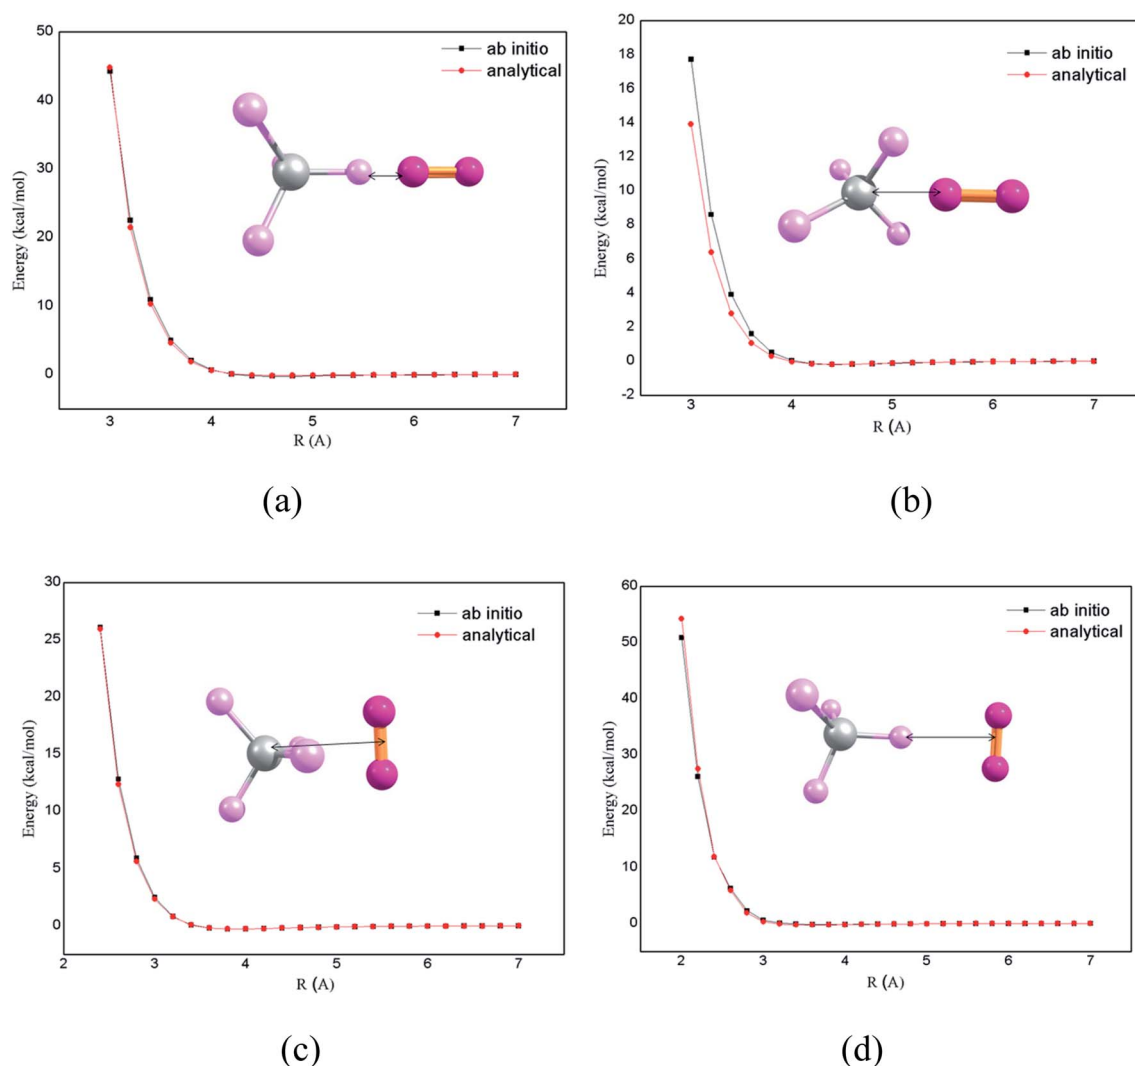 50
40
30
20
10
0
3 4 5 6 7
Energy (kcal/mol)
R (A)
ab initio
analytical
(a)
20
18
16
14
12
10
8
6
4
2
0
-2
3 4 5 6 7
Energy (kcal/mol)
R (A)
ab initio
analytical
(b)
30
25
20
15
10
5
0
2 3 4 5 6 7
Energy (kcal/mol)
R (A)
ab initio
analytical
(c)
60
50
40
30
20
10
0
2 3 4 5 6 7
Energy (kcal/mol)
R (A)
ab initio
analytical
(d)